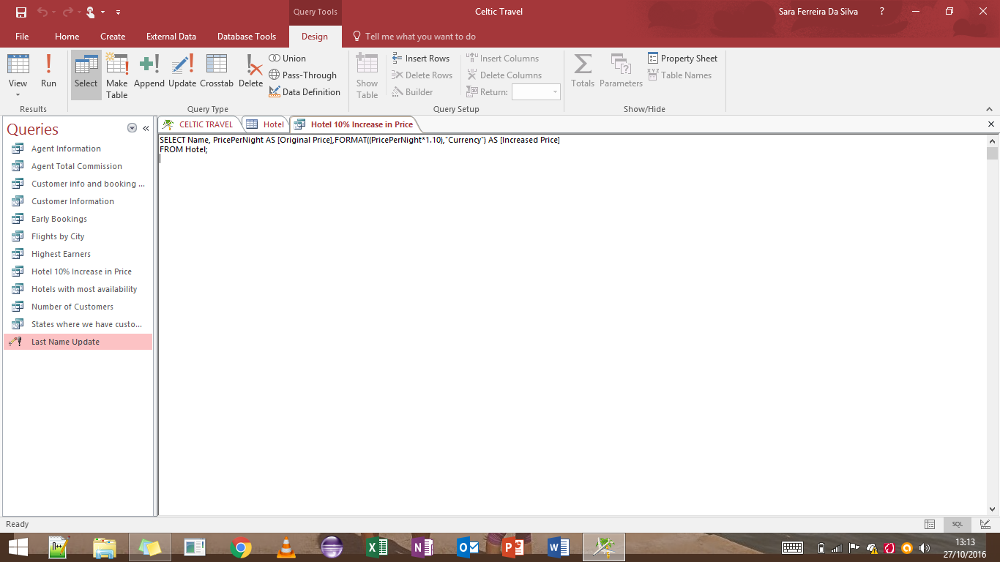 Query Tools
Celtic Travel
Sara Ferreira Da Silva
?
File
Home
Create
External Data
Database Tools
Design
Tell me what you want to do
View
Run
Select
Make Table
Append
Update
Crosstab
Delete
Union
Pass-Through
Data Definition
Show Table
Insert Rows
Delete Rows
Builder
Insert Columns
Delete Columns
Return:
Totals
Parameters
Property Sheet
XYZ
Table Names
Results
Query Type
Query Setup
Show/Hide
Queries
Agent Information
Agent Total Commission
Customer info and booking ...
Customer Information
Early Bookings
Flights by City
Highest Earners
Hotel 10% Increase in Price
Hotels with most availability
Number of Customers
States where we have custo...
Last Name Update
CELTIC TRAVEL
Hotel
Hotel 10% Increase in Price
SELECT Name, PricePerNight AS [Original Price],FORMAT((PricePerNight*1.10),"Currency") AS [Increased Price]
FROM Hotel;
Ready
SQL
13:13
27/10/2016